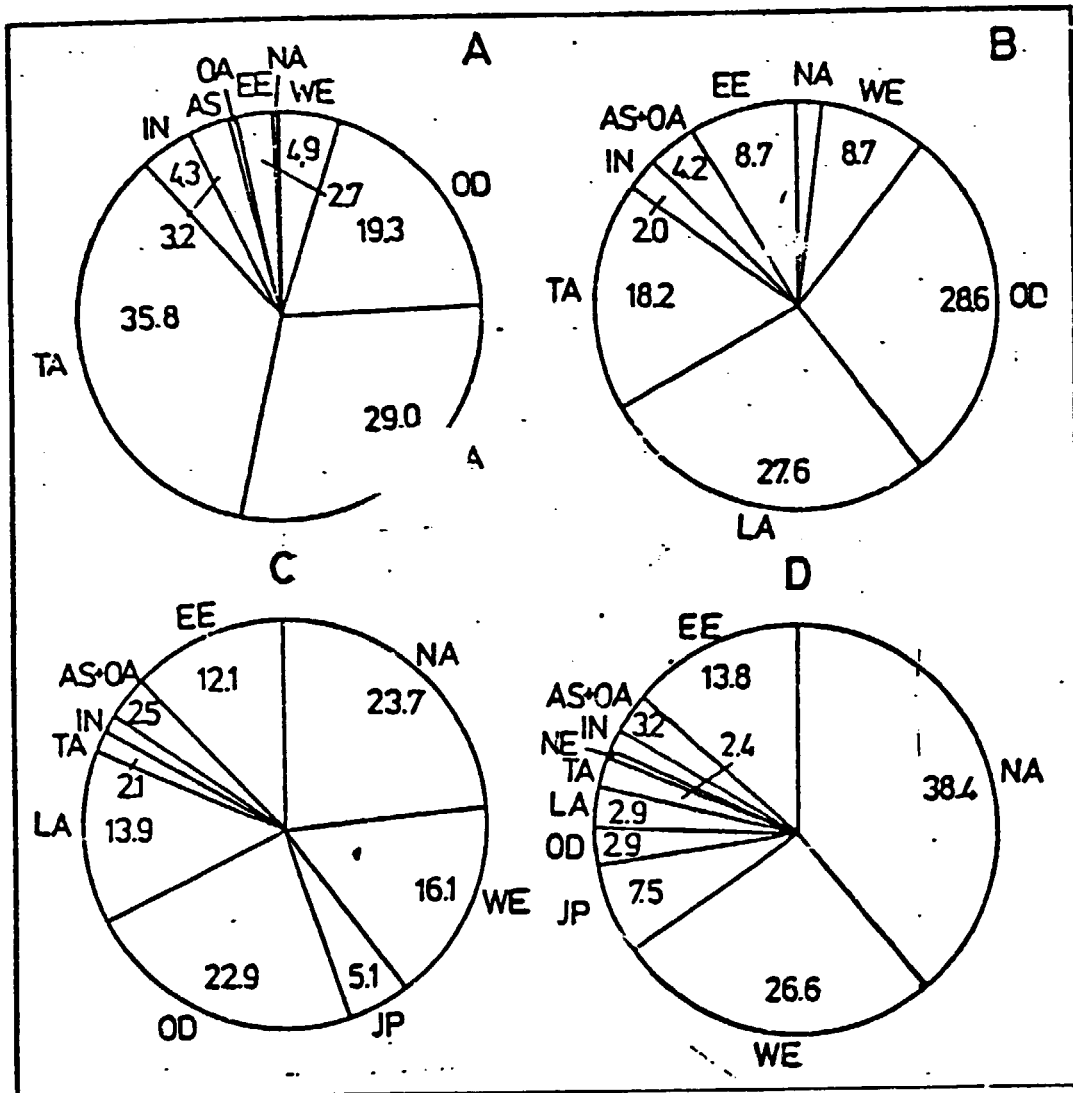 A
OA
EE
NA
AS
WE
IN
4.3
4.9
2.7
OD
3.2
19.3
35.8
TA
29.0
A
B
EE
NA
WE
AS+OA
IN
4.2
8.7
8.7
2.0
TA
18.2
28.6
OD
27.6
LA
C
EE
NA
AS+OA
12.1
23.7
IN
2.5
TA
2.1
LA
13.9
16.1
WE
22.9
5.1
OD
JP
D
EE
AS+OA
13.8
IN
3.2
NE
2.4
TA
NA
38.4
LA
2.9
OD
2.9
JP
7.5
26.6
WE